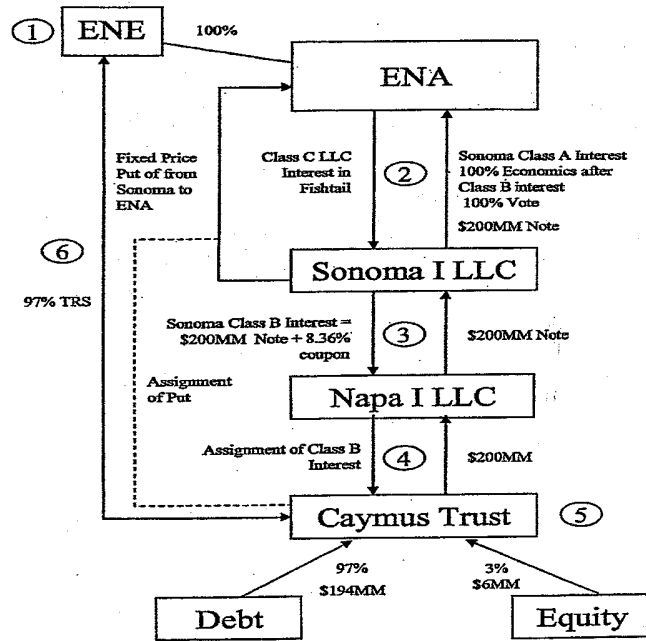 1
ENE
100%
ENA
Fixed Price
Put of from
Sonoma to
ENA
Class C LLC
Interest in
Fishtail
2
Sonoma Class A Interest
100% Economics after
Class B interest
100% Vote
$200MM Note
6
97% TRS
Sonoma I LLC
Sonoma Class B Interest =
$200MM Note + 8.36%
coupon
3
$200MM Note
Assignment
of Put
Napa I LLC
Assignment of Class B
Interest
4
$200MM
Caymus Trust
5
97%
$194MM
3%
$6MM
Debt
Equity